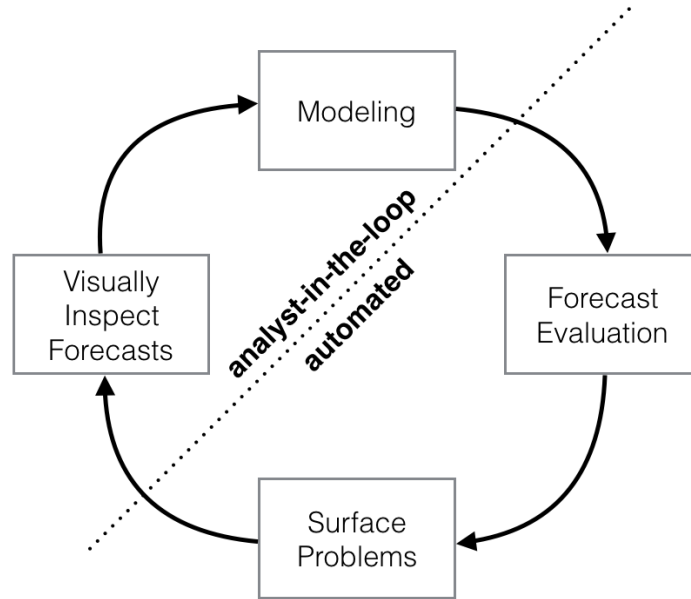 Modeling
analyst-in-the-loop
automated
Visually
Inspect
Forecasts
Forecast
Evaluation
Surface
Problems